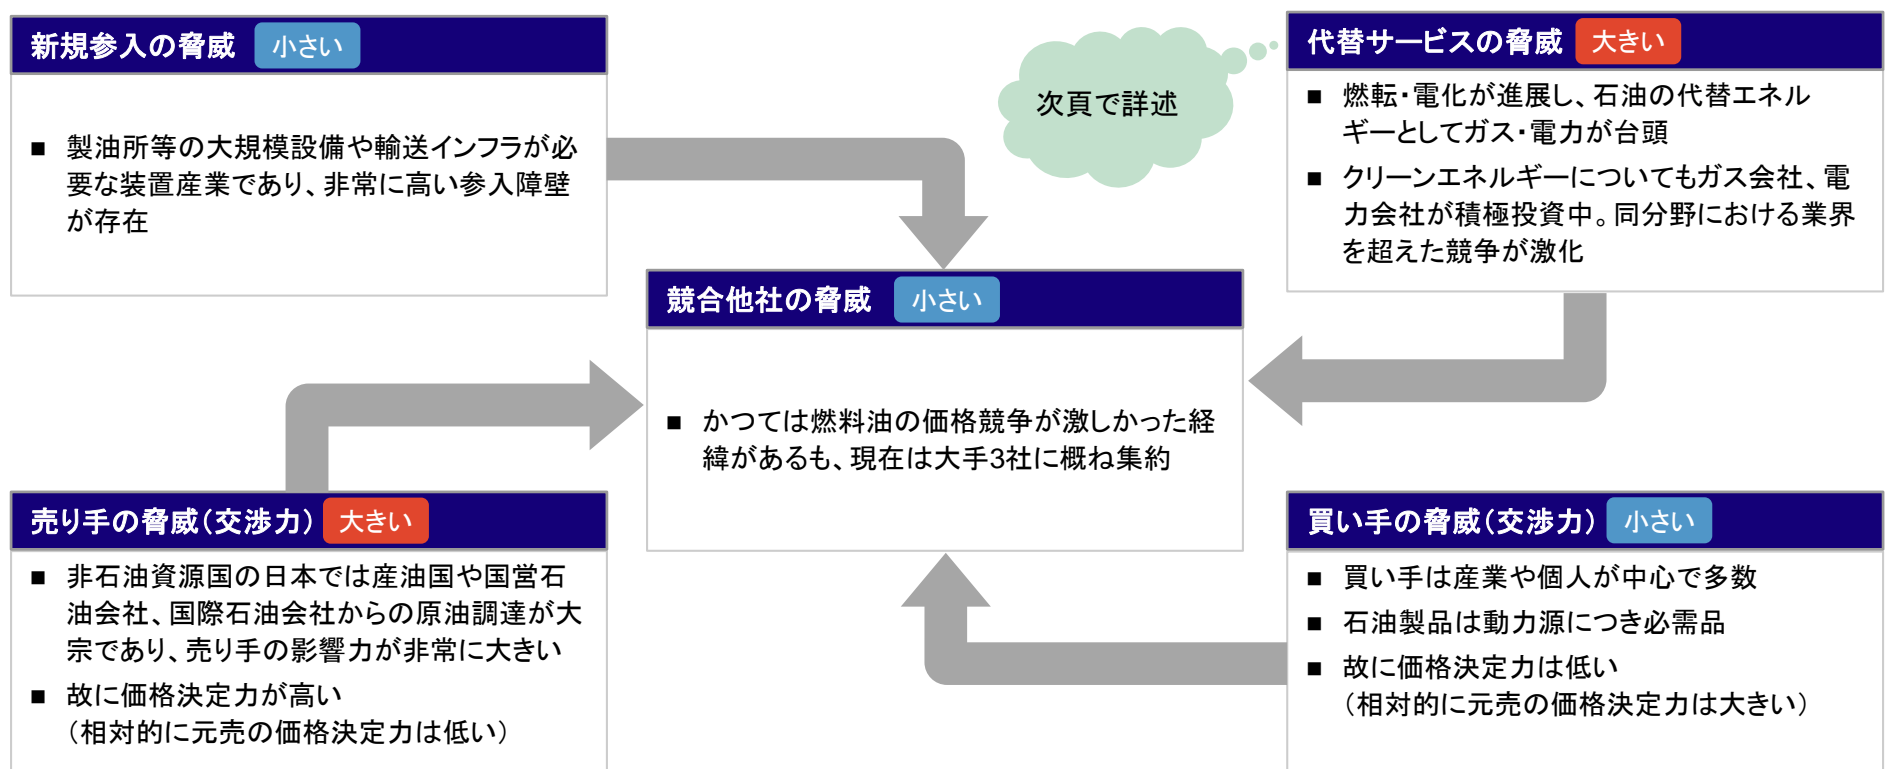 新規参入の脅威 小さい
■ 製油所等の大規模設備や輸送インフラが必
要な装置産業であり、非常に高い参入障壁
が存在
次頁で詳述
代替サービスの脅威 大きい
■ 燃転・電化が進展し、石油の代替エネル
ギーとしてガス・電力が台頭
■ クリーンエネルギーについてもガス会社、電
力会社が積極投資中。同分野における業界
を超えた競争が激化
競合他社の脅威 小さい
■ かつては燃料油の価格競争が激しかった経
緯があるも、現在は大手3社に概ね集約
売り手の脅威（交渉力） 大きい
■ 非石油資源国の日本では産油国や国営石
油会社、国際石油会社からの原油調達が大
宗であり、売り手の影響力が非常に大きい
■ 故に価格決定力が高い
（相対的に元売の価格決定力は低い）
買い手の脅威（交渉力） 小さい
■ 買い手は産業や個人が中心で多数
■ 石油製品は動力源につき必需品
■ 故に価格決定力は低い
（相対的に元売の価格決定力は大きい）